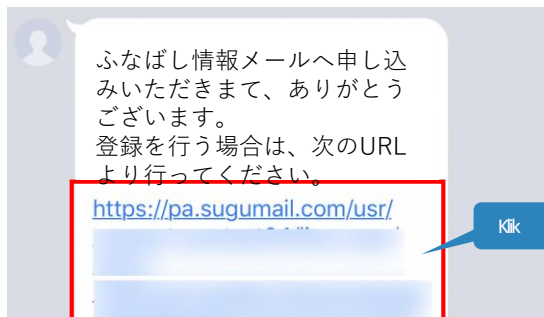 ふなばし情報メールへ申し込
みいただきまて、ありがとう
ございます。
登録を行う場合は、次のURL
より行ってください。
https://pa.sugumail.com/usr/
Klik